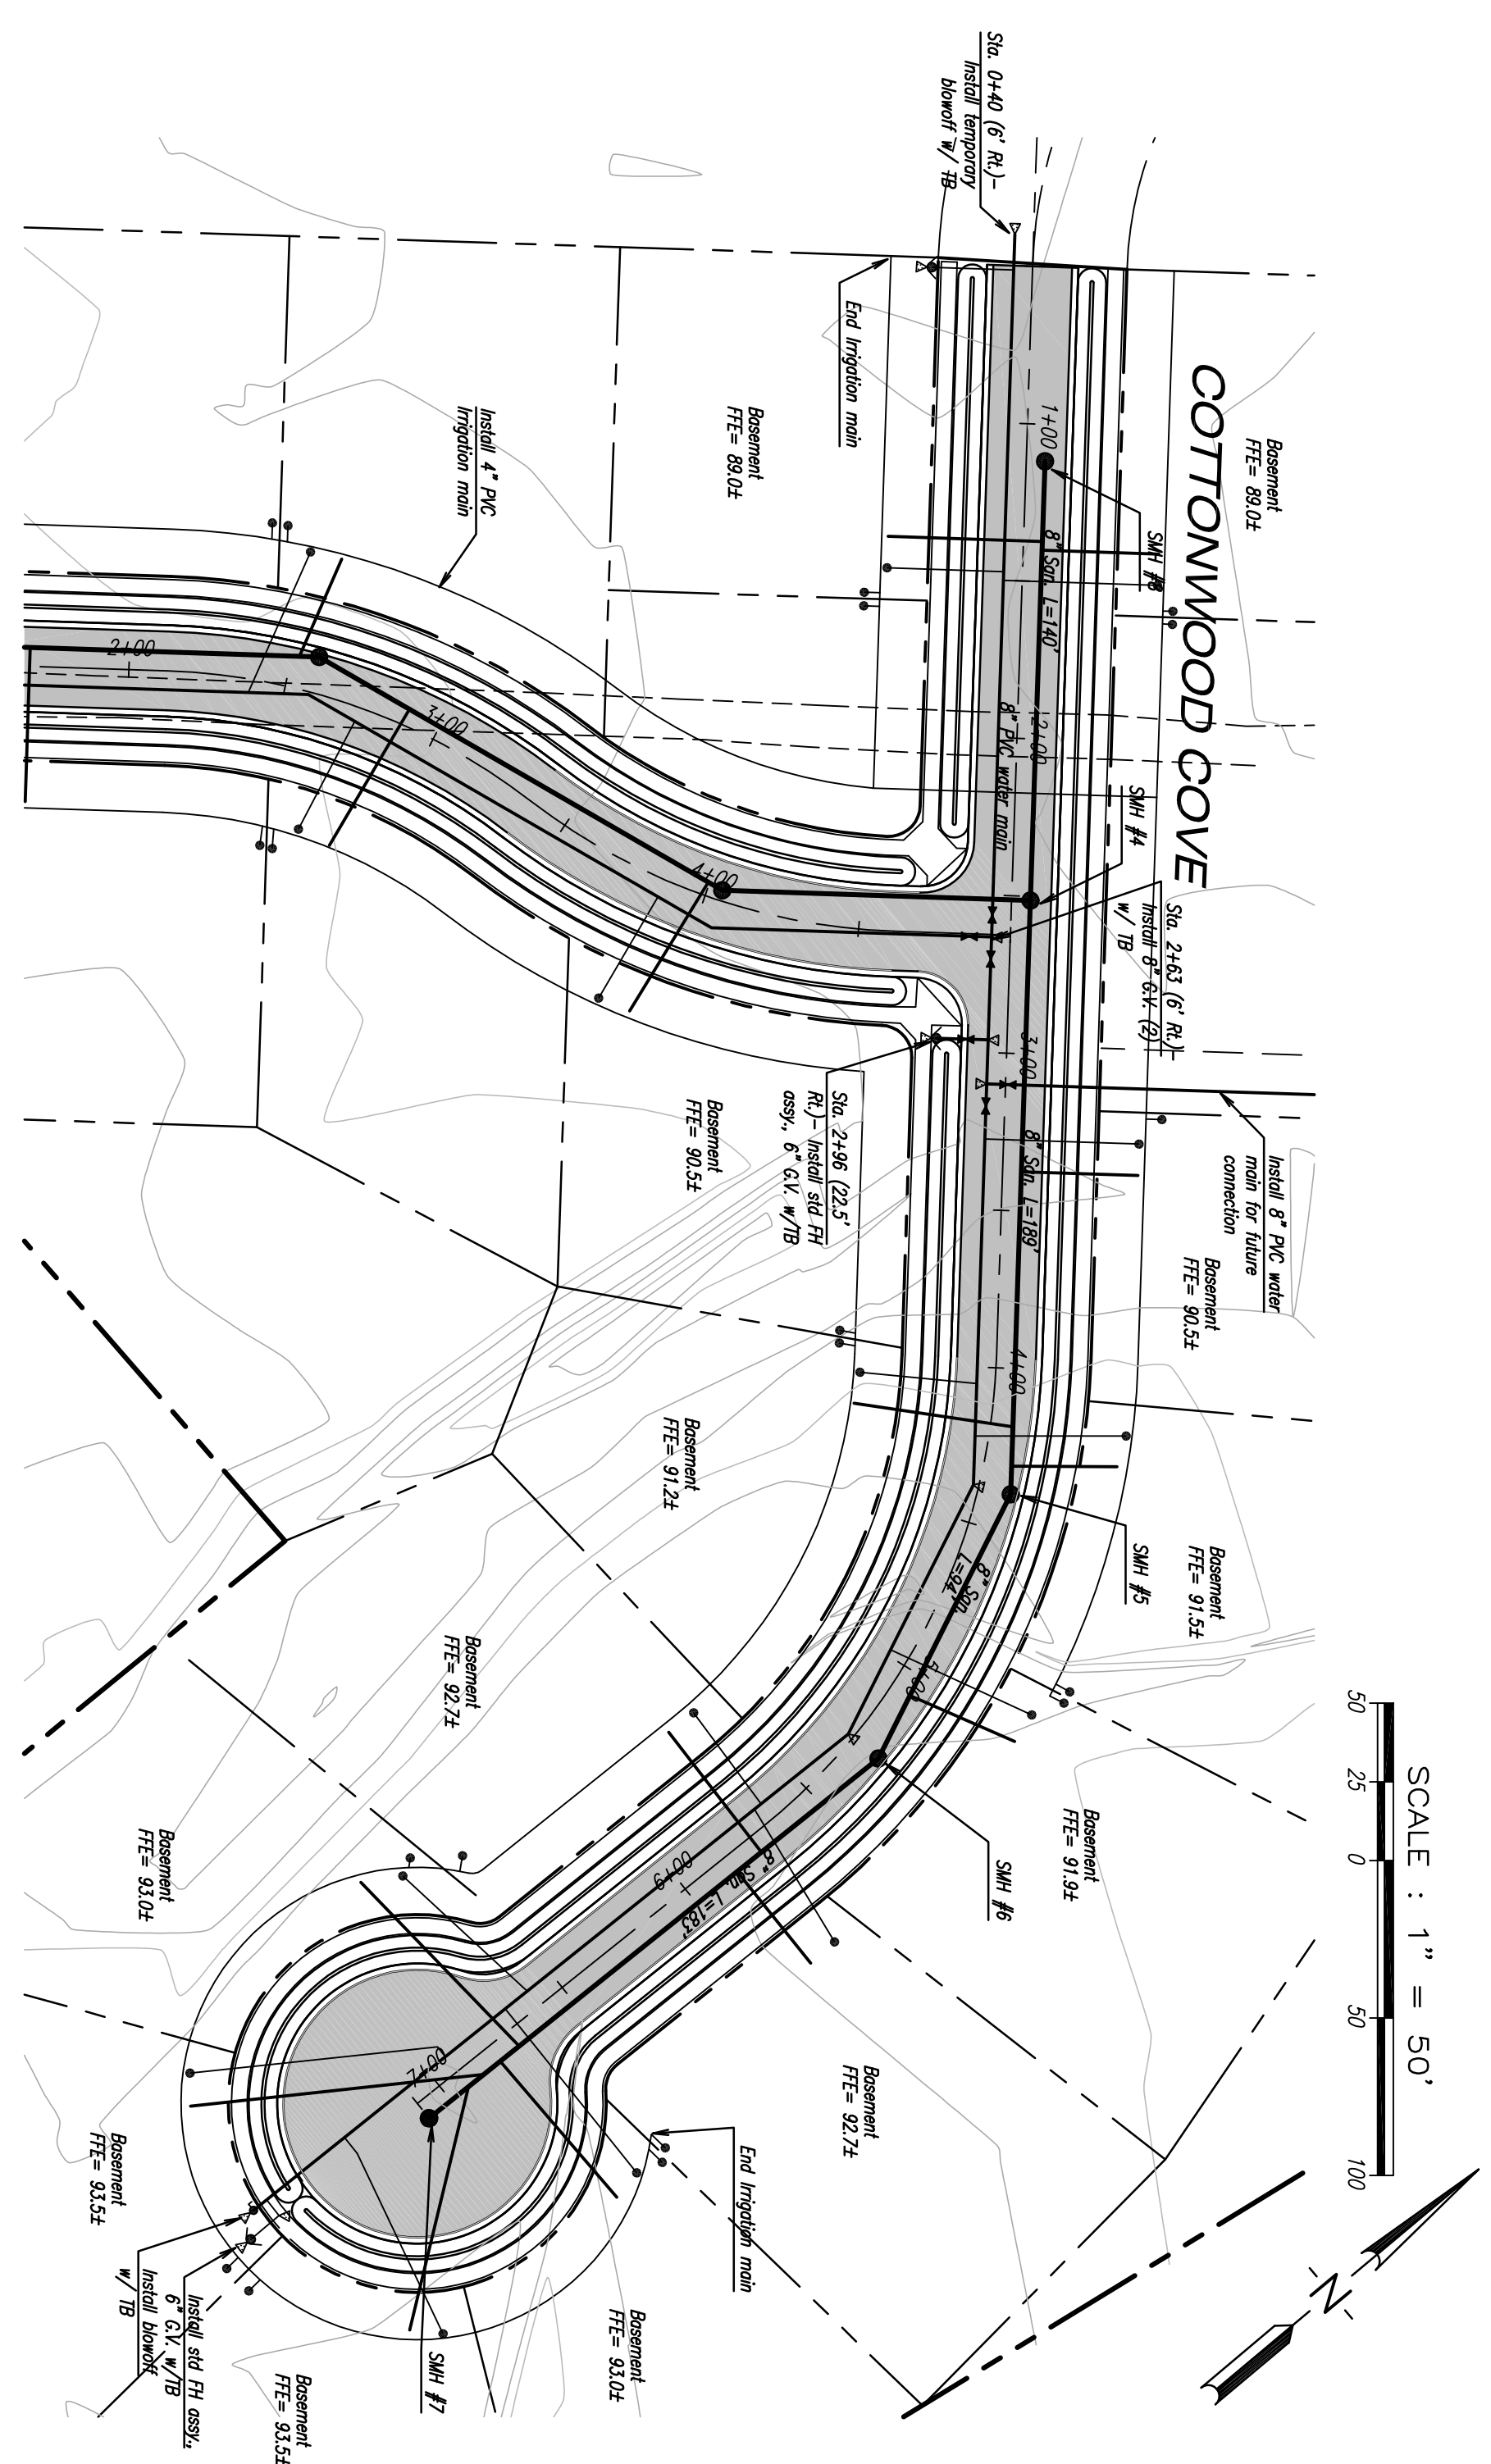 Sta. 0+40 (6' Rt.)-
Install temporary
blowoff w/ TB
COTTONWOOD COVE
Basement
FFE= 89.0±
End Irrigation main
Basement
FFE= 89.0±
Install 4" PVC
Irrigation main
1+00
8" San. L=140'
2+00
8" PVC water main
SMH #4
Sta. 2+63 (6' Rt.)-
Install 8" G.V. (2)
w/ TB
2+00
3+00
4+00
3+00
Sta. 2+96 (22.5'
Rt.)- Install std FH
assy., 6" G.V. w/TB
Basement
FFE= 90.5±
Install 8" PVC water
main for future
connection
Basement
FFE= 90.5±
8" San. L=189'
4+00
Basement
FFE= 91.2±
SMH #5
Basement
FFE= 91.5±
8" San.
L=94'
5+00
Basement
FFE= 92.7±
SMH #6
Basement
FFE= 91.9±
6+00
8" San. L=183'
Basement
FFE= 93.0±
Basement
FFE= 92.7±
7+00
End Irrigation main
Basement
FFE= 93.5±
Install blowoff
w/ TB
Install std FH assy.,
6" G.V. w/TB
SMH #7
Basement
FFE= 93.0±
Basement
FFE= 93.5±
SCALE : 1" = 50'
50 25 0 50 100
N